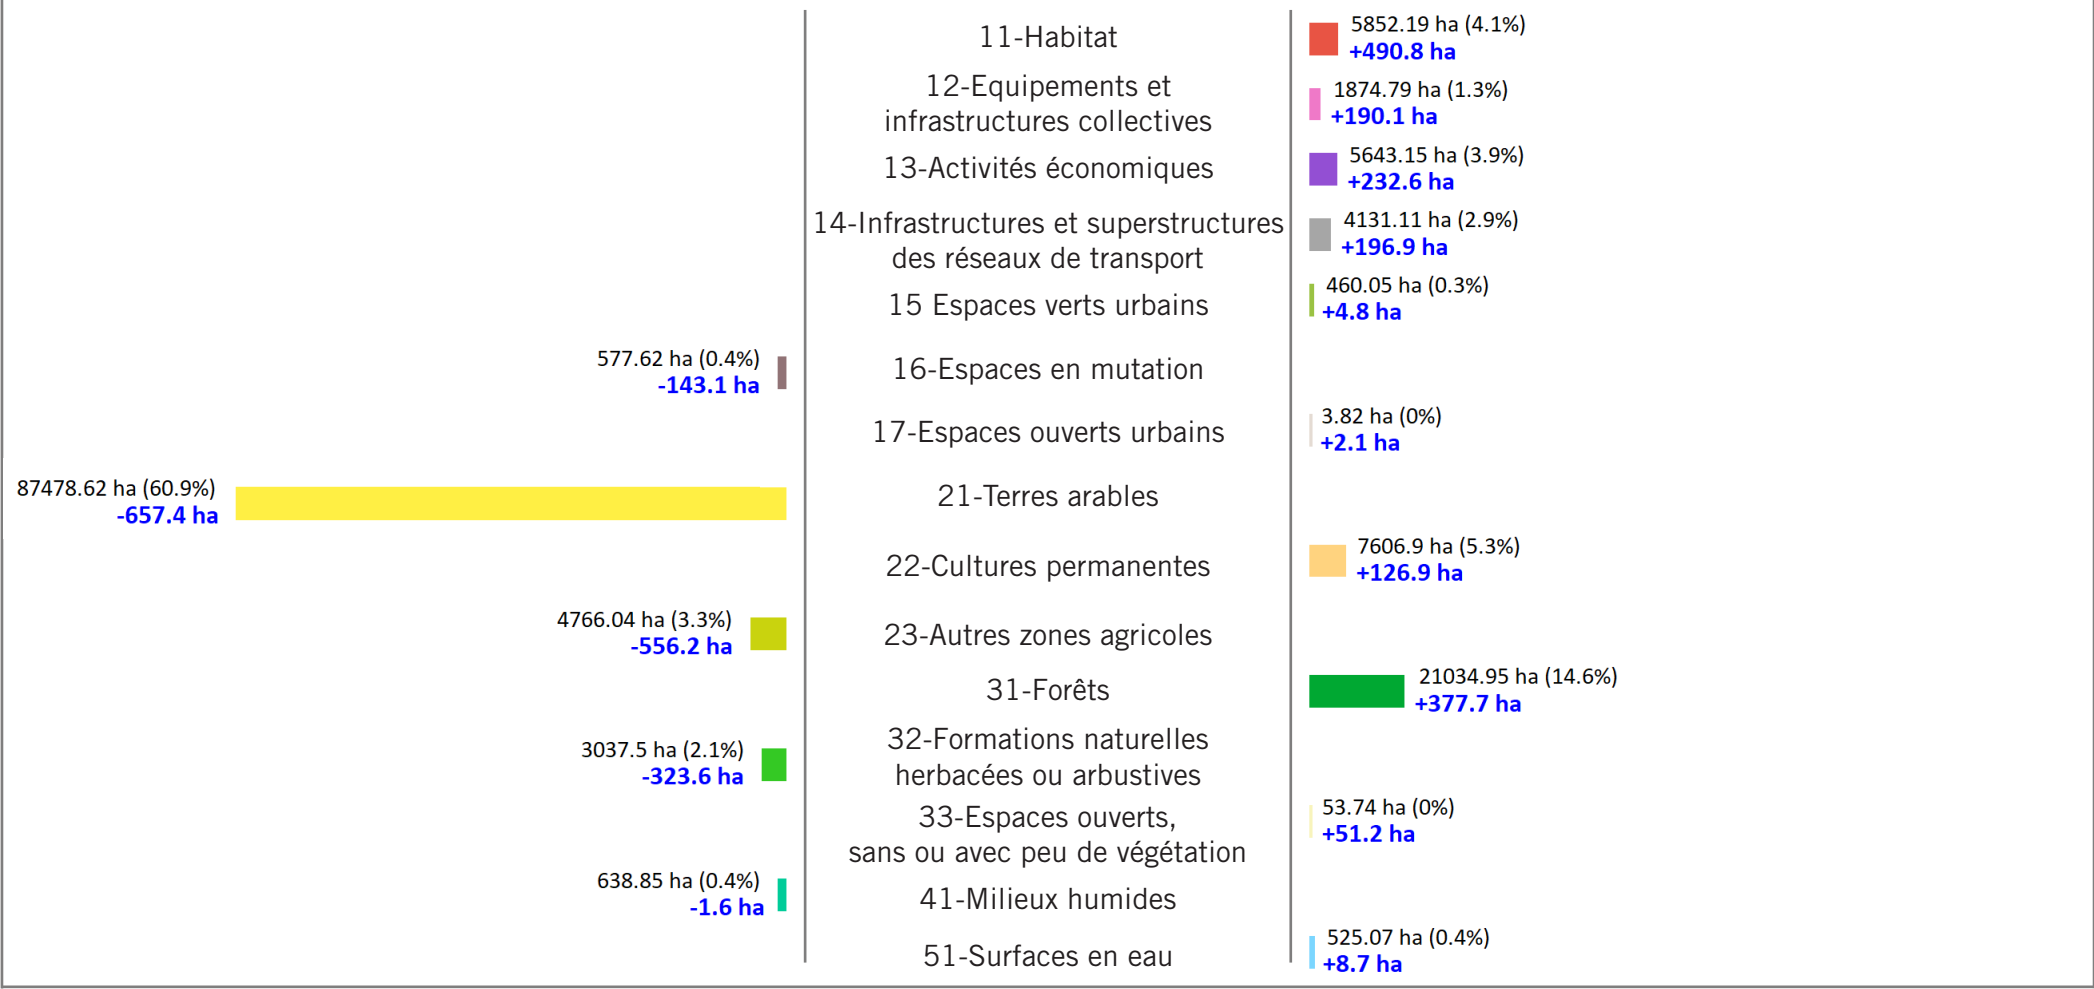 11-Habitat
5852.19 ha (4.1%)
+490.8 ha
12-Equipements et
infrastructures collectives
1874.79 ha (1.3%)
+190.1 ha
13-Activités économiques
5643.15 ha (3.9%)
+232.6 ha
14-Infrastructures et superstructures
des réseaux de transport
4131.11 ha (2.9%)
+196.9 ha
15 Espaces verts urbains
460.05 ha (0.3%)
+4.8 ha
577.62 ha (0.4%)
-143.1 ha
16-Espaces en mutation
17-Espaces ouverts urbains
3.82 ha (0%)
+2.1 ha
87478.62 ha (60.9%)
-657.4 ha
21-Terres arables
22-Cultures permanentes
7606.9 ha (5.3%)
+126.9 ha
4766.04 ha (3.3%)
-556.2 ha
23-Autres zones agricoles
31-Forêts
21034.95 ha (14.6%)
+377.7 ha
3037.5 ha (2.1%)
-323.6 ha
32-Formations naturelles
herbacées ou arbustives
33-Espaces ouverts,
sans ou avec peu de végétation
53.74 ha (0%)
+51.2 ha
638.85 ha (0.4%)
-1.6 ha
41-Milieux humides
51-Surfaces en eau
525.07 ha (0.4%)
+8.7 ha